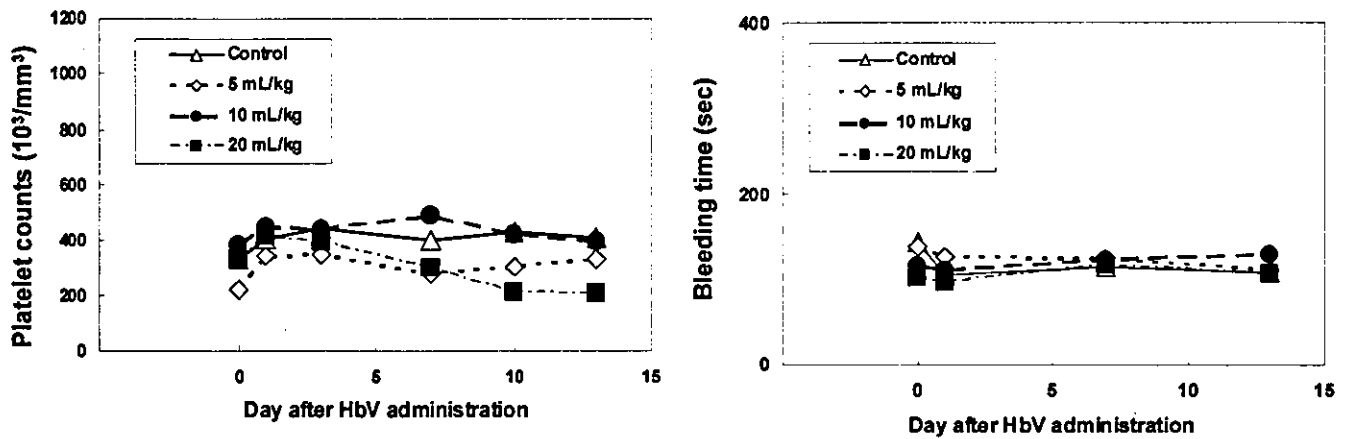 Platelet counts (10³/mm³)
1200
1000
800
600
400
200
0
Control
5 mL/kg
10 mL/kg
20 mL/kg
0
5
10
15
Day after HbV administration
Bleeding time (sec)
400
200
0
Control
5 mL/kg
10 mL/kg
20 mL/kg
0
5
10
15
Day after HbV administration